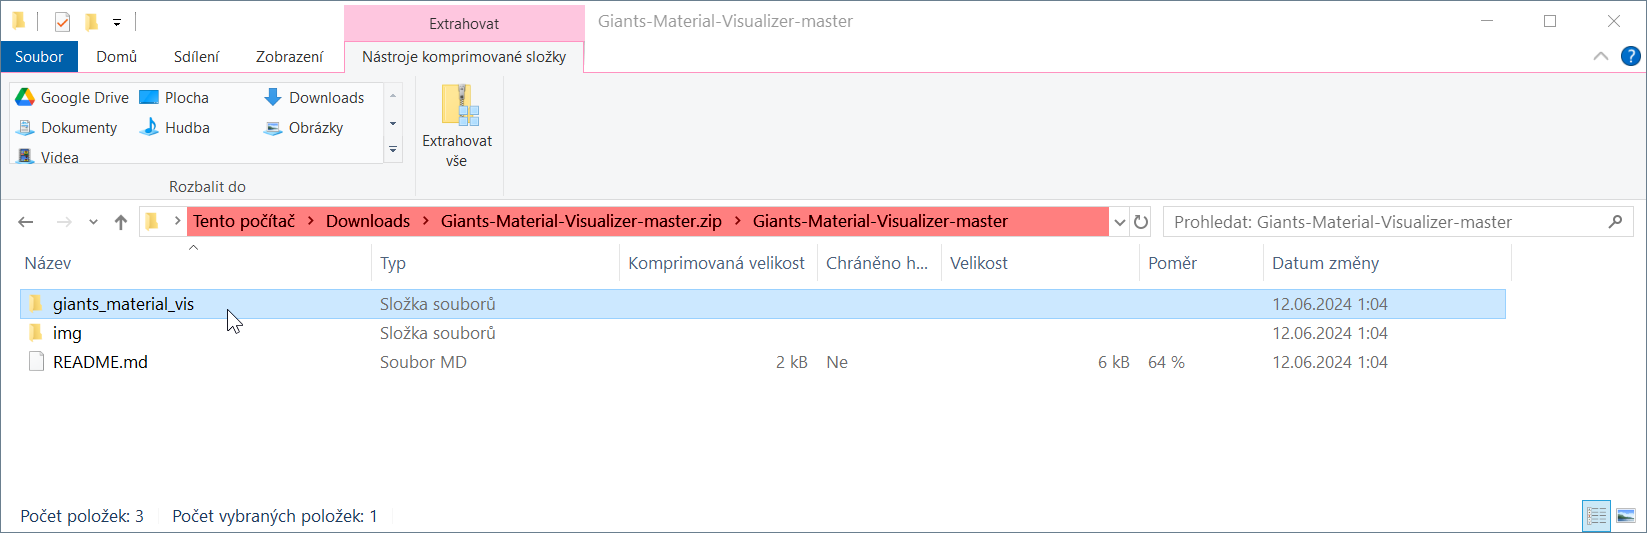 Extrahovat
Giants-Material-Visualizer-master
Soubor Domů Sdílení Zobrazení Nástroje komprimované složky
Google Drive Plocha Downloads
Dokumenty Hudba Obrázky
Videa
Extrahovat
vše
Rozbalit do
Tento počítač Downloads Giants-Material-Visualizer-master.zip Giants-Material-Visualizer-master Prohledat: Giants-Material-Visualizer-master
Název Typ Komprimovaná velikost Chráněno h... Velikost Poměr Datum změny
giants_material_vis Složka souborů 12.06.2024 1:04
img Složka souborů 12.06.2024 1:04
README.md Soubor MD 2 kB Ne 6 kB 64 % 12.06.2024 1:04
Počet položek: 3 Počet vybraných položek: 1